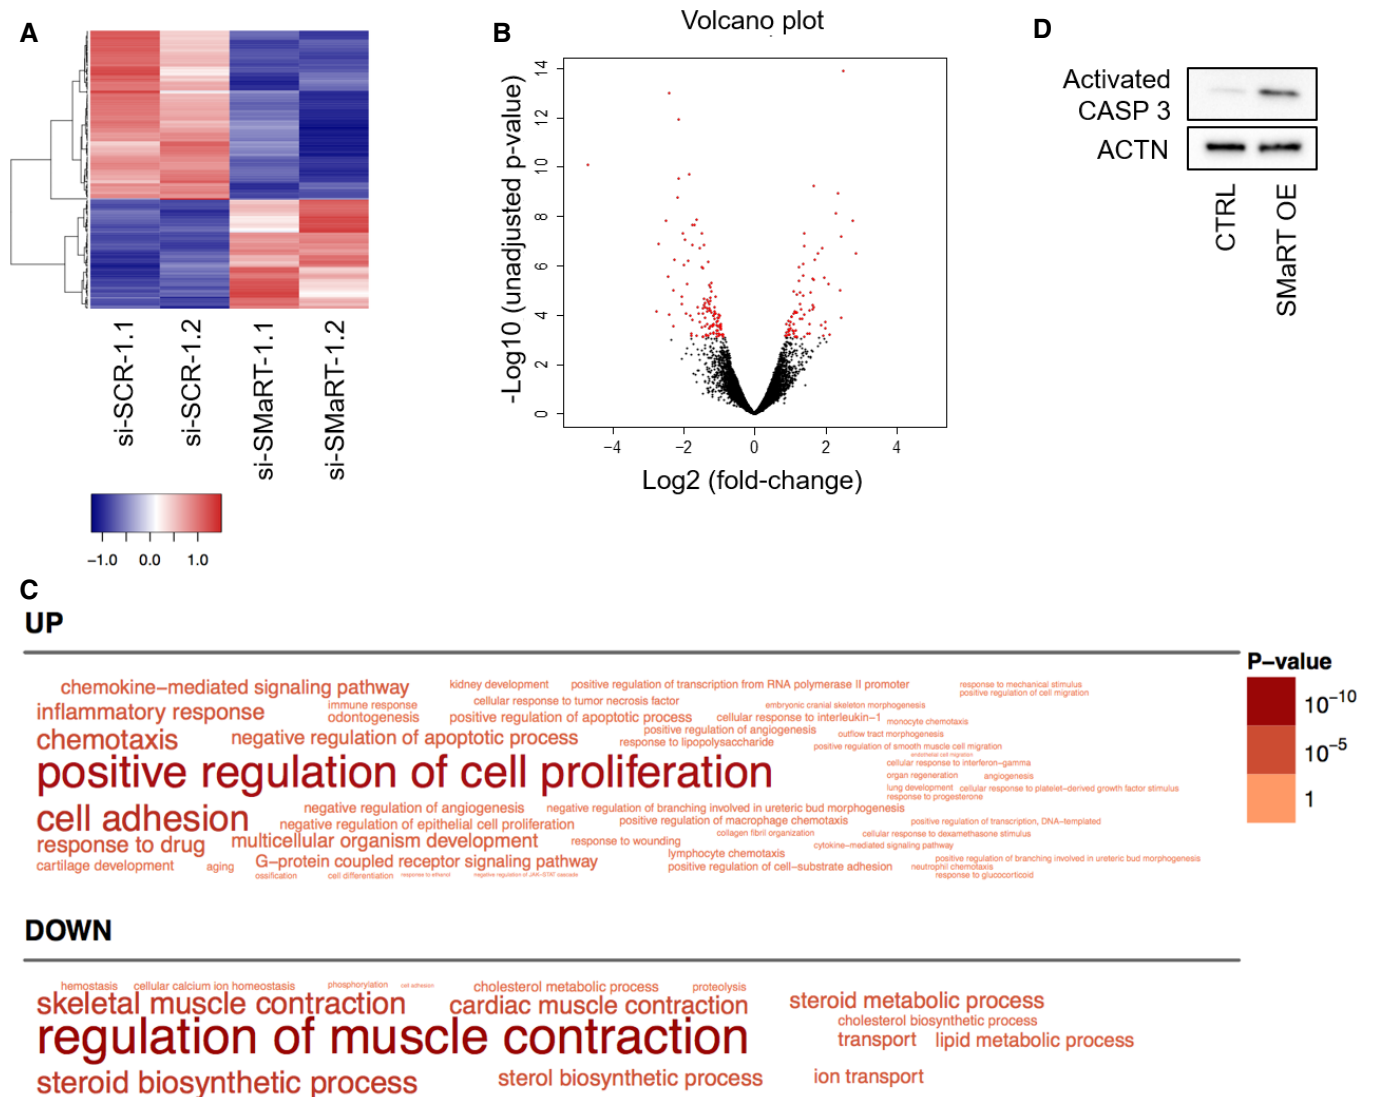 A
si-SCR-1.1
si-SCR-1.2
si-SMaRT-1.1
si-SMaRT-1.2
−1.0 0.0 1.0
B
Volcano plot
-Log10 (unadjusted p-value)
14
12
10
8
6
4
2
0
−4 −2 0 2 4
Log2 (fold-change)
D
Activated
CASP 3
ACTN
CTRL
SMaRT OE
C
UP
P−value
10−10
10−5
1
chemokine−mediated signaling pathway
kidney development
positive regulation of transcription from RNA polymerase II promoter
response to mechanical stimulus
positive regulation of cell migration
inflammatory response
immune response
odontogenesis
cellular response to tumor necrosis factor
positive regulation of apoptotic process
embryonic cranial skeleton morphogenesis
cellular response to interleukin−1
monocyte chemotaxis
chemotaxis
negative regulation of apoptotic process
positive regulation of angiogenesis
response to lipopolysaccharide
outflow tract morphogenesis
positive regulation of smooth muscle cell migration
endothelial cell migration
positive regulation of cell proliferation
cellular response to interferon−gamma
organ regeneration
angiogenesis
lung development
cellular response to platelet−derived growth factor stimulus
response to progesterone
cell adhesion
negative regulation of angiogenesis
negative regulation of branching involved in ureteric bud morphogenesis
negative regulation of epithelial cell proliferation
positive regulation of macrophage chemotaxis
positive regulation of transcription, DNA−templated
response to drug
multicellular organism development
response to wounding
collagen fibril organization
cellular response to dexamethasone stimulus
cytokine−mediated signaling pathway
cartilage development
aging
G−protein coupled receptor signaling pathway
lymphocyte chemotaxis
positive regulation of cell−substrate adhesion
positive regulation of branching involved in ureteric bud morphogenesis
neutrophil chemotaxis
response to glucocorticoid
ossification
cell differentiation
response to ethanol
negative regulation of JAK−STAT cascade
DOWN
hemostasis
cellular calcium ion homeostasis
phosphorylation
cell adhesion
cholesterol metabolic process
proteolysis
skeletal muscle contraction
cardiac muscle contraction
steroid metabolic process
cholesterol biosynthetic process
regulation of muscle contraction
transport
lipid metabolic process
steroid biosynthetic process
sterol biosynthetic process
ion transport